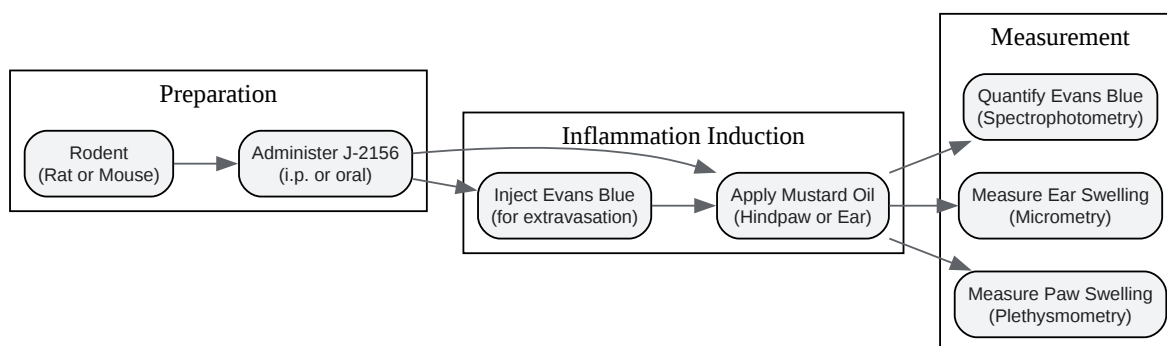 Preparation
Rodent
(Rat or Mouse)
Administer J-2156
(i.p. or oral)
Inflammation Induction
Inject Evans Blue
(for extravasation)
Apply Mustard Oil
(Hindpaw or Ear)
Measurement
Quantify Evans Blue
(Spectrophotometry)
Measure Ear Swelling
(Micrometry)
Measure Paw Swelling
(Plethysmometry)